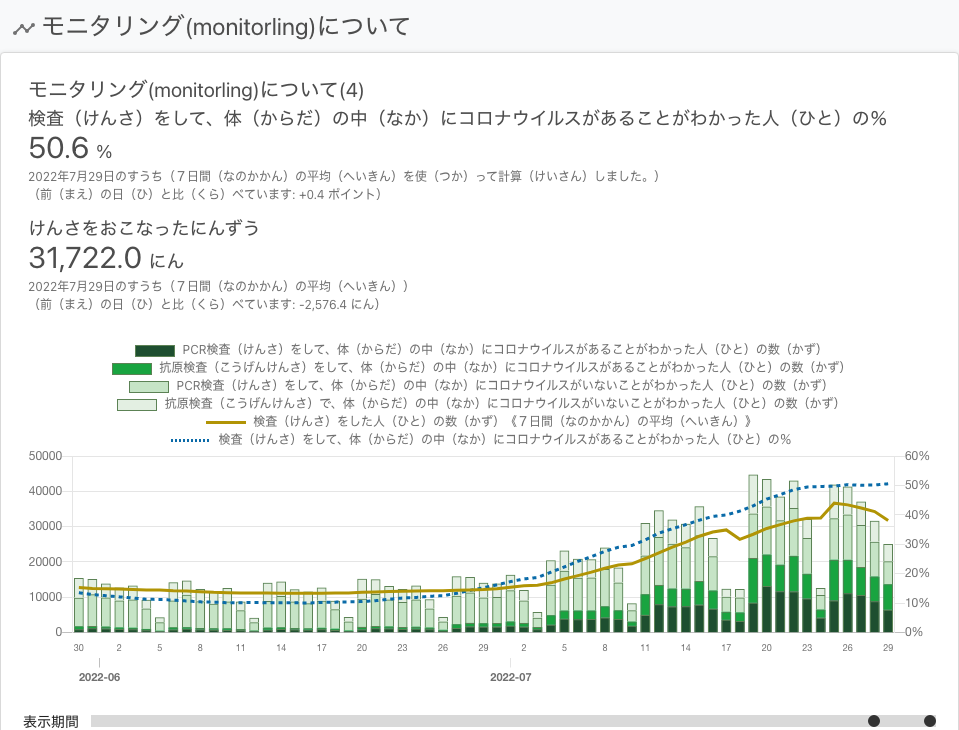 モニタリング(monitorling)について
モニタリング(monitorling)について(4)
検査（けんさ）をして、体（からだ）の中（なか）にコロナウイルスがあることがわかった人（ひと）の％
50.6 %
2022年7月29日のすうち（７日間（なのかかん）の平均（へいきん）を使（つか）って計算（けいさん）しました。）
（前（まえ）の日（ひ）と比（くら）べています: +0.4 ポイント）
けんさをおこなったにんずう
31,722.0 にん
2022年7月29日のすうち（７日間（なのかかん）の平均（へいきん））
（前（まえ）の日（ひ）と比（くら）べています: -2,576.4 にん）
PCR検査（けんさ）をして、体（からだ）の中（なか）にコロナウイルスがあることがわかった人（ひと）の数（かず）
抗原検査（こうげんけんさ）をして、体（からだ）の中（なか）にコロナウイルスがあることがわかった人（ひと）の数（かず）
PCR検査（けんさ）をして、体（からだ）の中（なか）にコロナウイルスがいないことがわかった人（ひと）の数（かず）
抗原検査（こうげんけんさ）で、体（からだ）の中（なか）にコロナウイルスがいないことがわかった人（ひと）の数（かず）
検査（けんさ）をした人（ひと）の数（かず）《７日間（なのかかん）の平均（へいきん）》
検査（けんさ）をして、体（からだ）の中（なか）にコロナウイルスがあることがわかった人（ひと）の％
50000 60%
40000 50%
40%
30000 30%
20000 20%
10000 10%
0 0%
30 2 5 8 11 14 17 20 23 26 29 2 5 8 11 14 17 20 23 26 29
2022-06 2022-07
表示期間